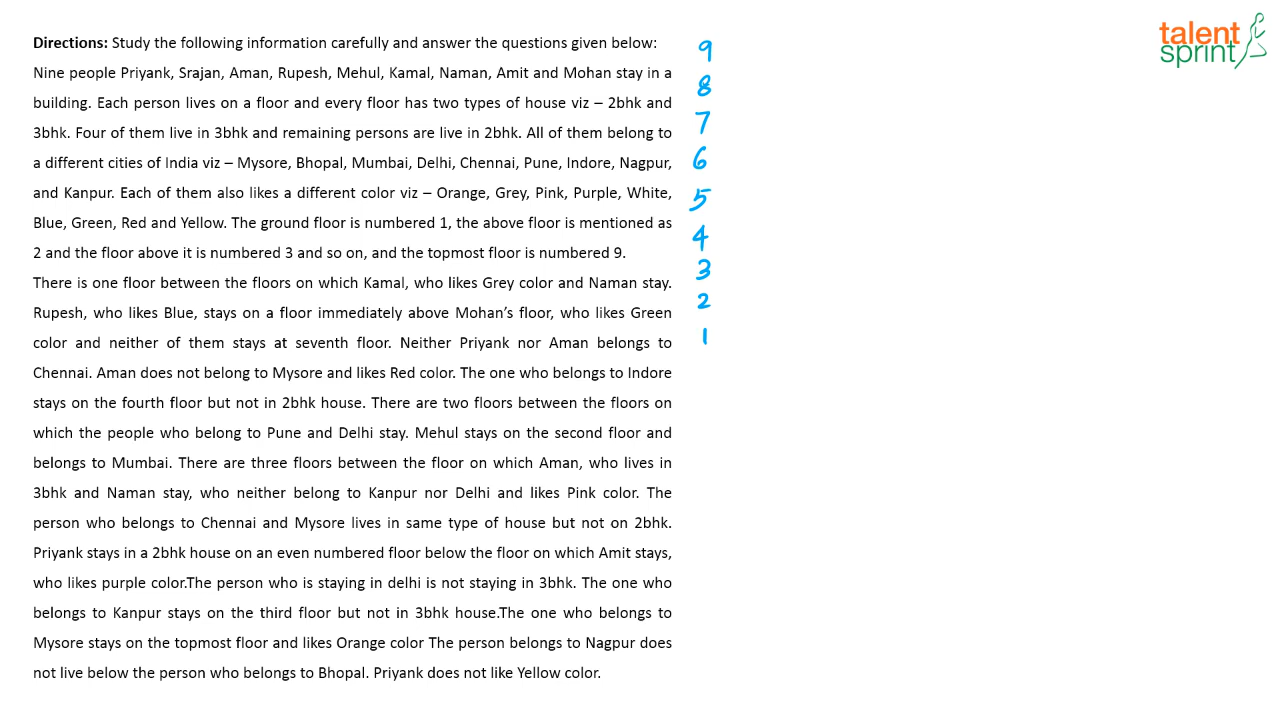 Directions: Study the following information carefully and answer the questions given below:
Nine people Priyank, Srajan, Aman, Rupesh, Mehul, Kamal, Naman, Amit and Mohan stay in a
building. Each person lives on a floor and every floor has two types of house viz – 2bhk and
3bhk. Four of them live in 3bhk and remaining persons are live in 2bhk. All of them belong to
a different cities of India viz – Mysore, Bhopal, Mumbai, Delhi, Chennai, Pune, Indore, Nagpur,
and Kanpur. Each of them also likes a different color viz – Orange, Grey, Pink, Purple, White,
Blue, Green, Red and Yellow. The ground floor is numbered 1, the above floor is mentioned as
2 and the floor above it is numbered 3 and so on, and the topmost floor is numbered 9.
There is one floor between the floors on which Kamal, who likes Grey color and Naman stay.
Rupesh, who likes Blue, stays on a floor immediately above Mohan’s floor, who likes Green
color and neither of them stays at seventh floor. Neither Priyank nor Aman belongs to
Chennai. Aman does not belong to Mysore and likes Red color. The one who belongs to Indore
stays on the fourth floor but not in 2bhk house. There are two floors between the floors on
which the people who belong to Pune and Delhi stay. Mehul stays on the second floor and
belongs to Mumbai. There are three floors between the floor on which Aman, who lives in
3bhk and Naman stay, who neither belong to Kanpur nor Delhi and likes Pink color. The
person who belongs to Chennai and Mysore lives in same type of house but not on 2bhk.
Priyank stays in a 2bhk house on an even numbered floor below the floor on which Amit stays,
who likes purple color.The person who is staying in delhi is not staying in 3bhk. The one who
belongs to Kanpur stays on the third floor but not in 3bhk house.The one who belongs to
Mysore stays on the topmost floor and likes Orange color The person belongs to Nagpur does
not live below the person who belongs to Bhopal. Priyank does not like Yellow color.
9
8
7
6
5
4
3
2
1
talent
sprint